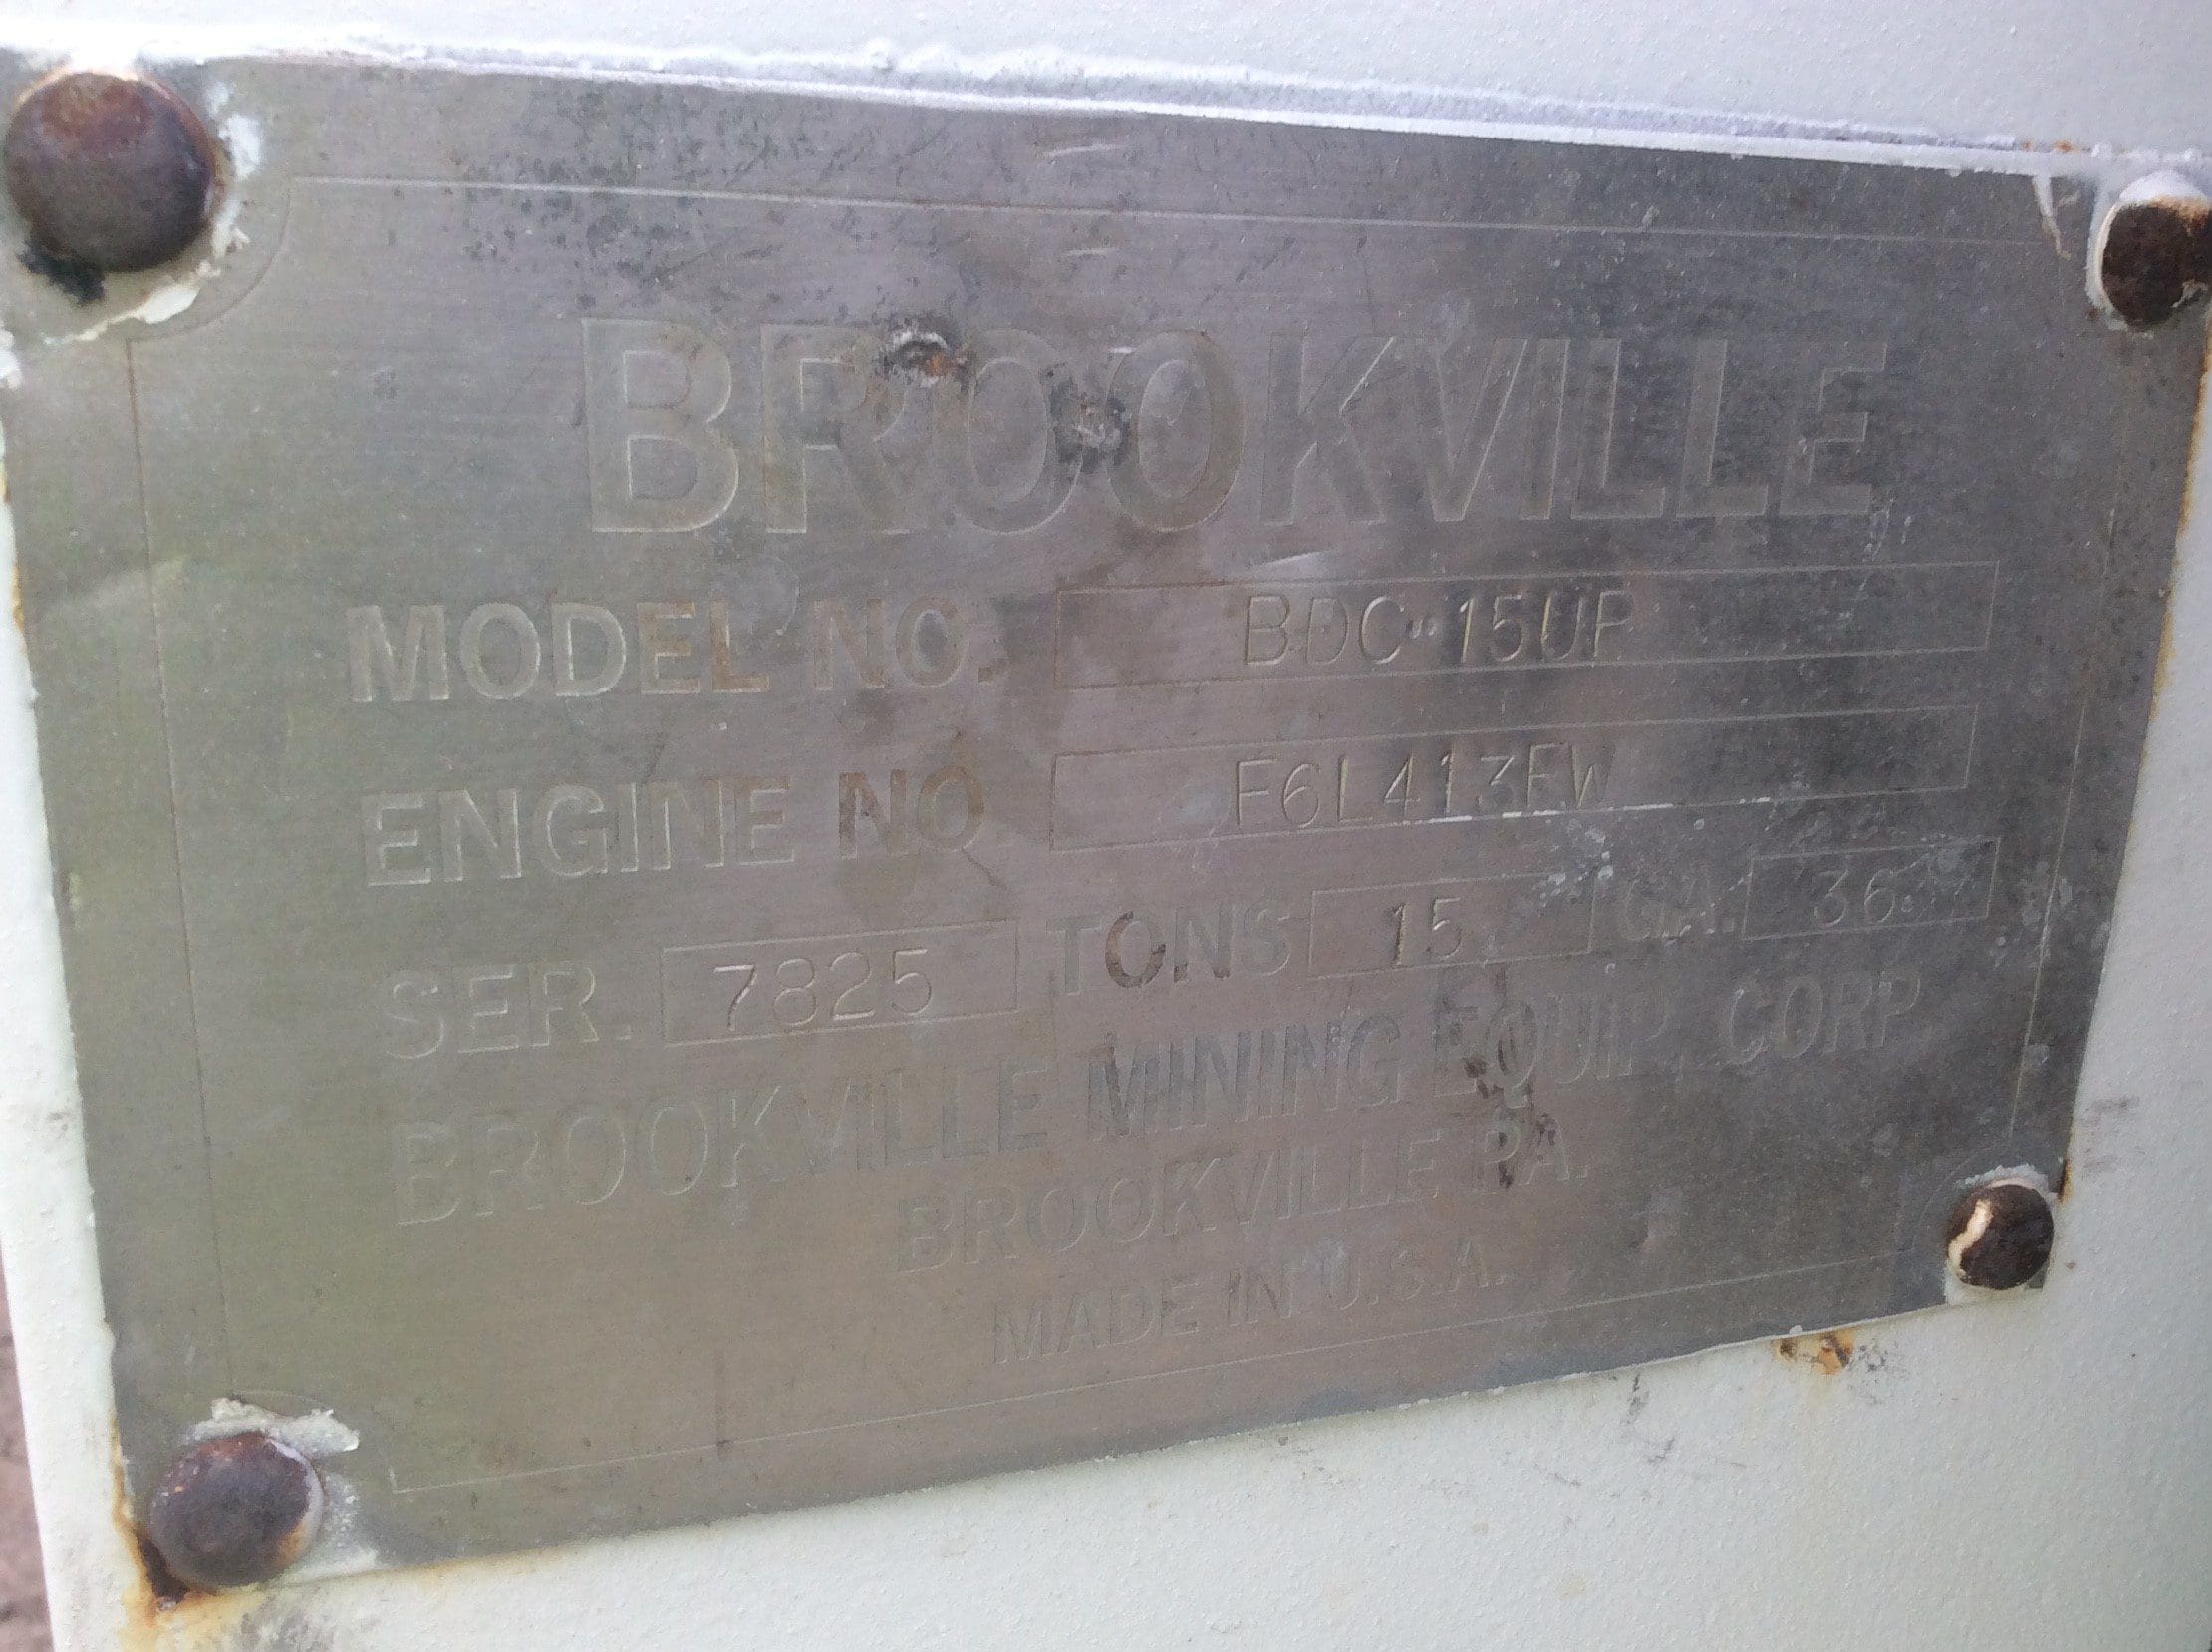 BROOKVILLE
MODEL NO. BDC-15UP
ENGINE NO. F6L413FW
SER. 7825 TONS 15 GA. 36"
BROOKVILLE MINING EQUIP. CORP.
BROOKVILLE PA.
MADE IN U.S.A.